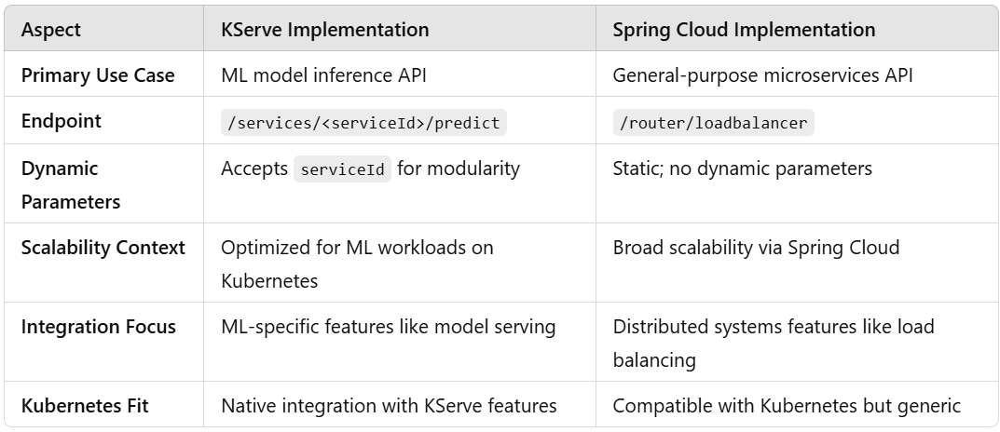 Aspect KServe Implementation Spring Cloud Implementation
Primary Use Case ML model inference API General-purpose microservices API
Endpoint /services/<serviceId>/predict /router/loadbalancer
Dynamic Accepts serviceId for modularity Static; no dynamic parameters
Parameters
Scalability Context Optimized for ML workloads on Broad scalability via Spring Cloud
Kubernetes
Integration Focus ML-specific features like model serving Distributed systems features like load
balancing
Kubernetes Fit Native integration with KServe features Compatible with Kubernetes but generic